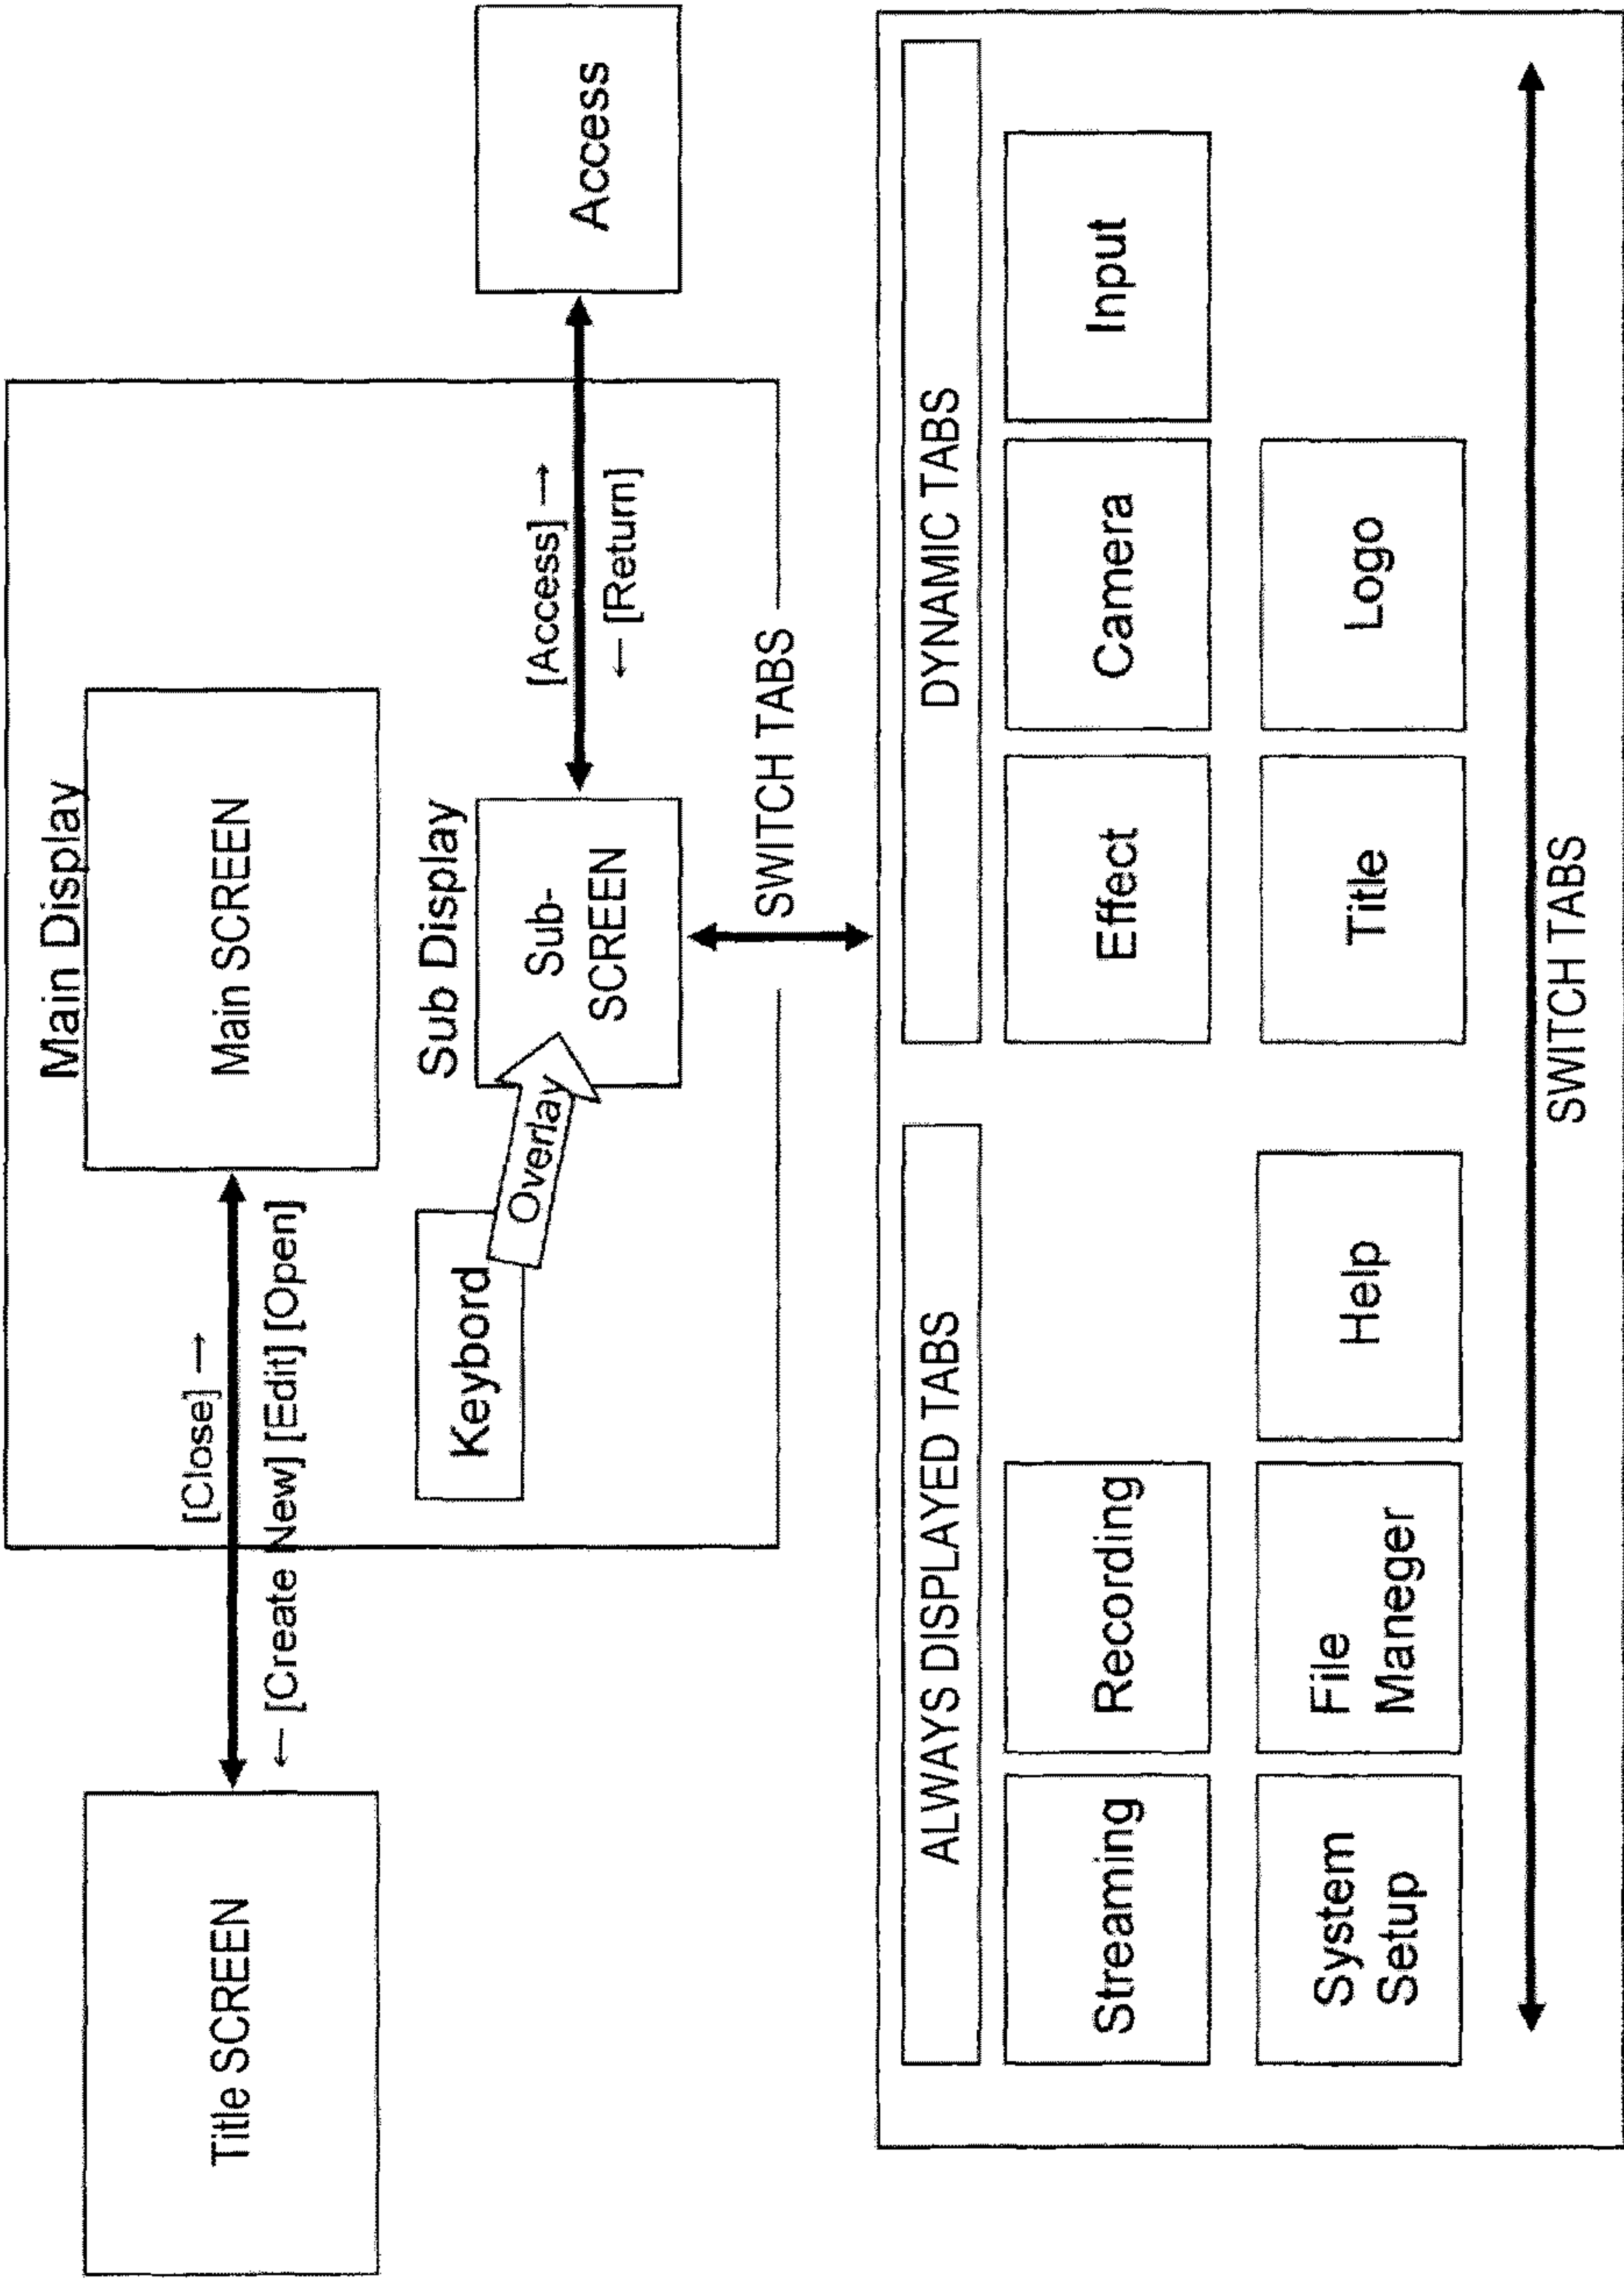 Main Display
Title SCREEN
[Close] →
← [Create New] [Edit] [Open]
Main SCREEN
Sub Display
Keybord
Overlay
Sub-
SCREEN
[Access] →
← [Return]
Access
SWITCH TABS
ALWAYS DISPLAYED TABS
DYNAMIC TABS
Streaming
Recording
Effect
Camera
Input
System
Setup
File
Maneger
Help
Title
Logo
SWITCH TABS